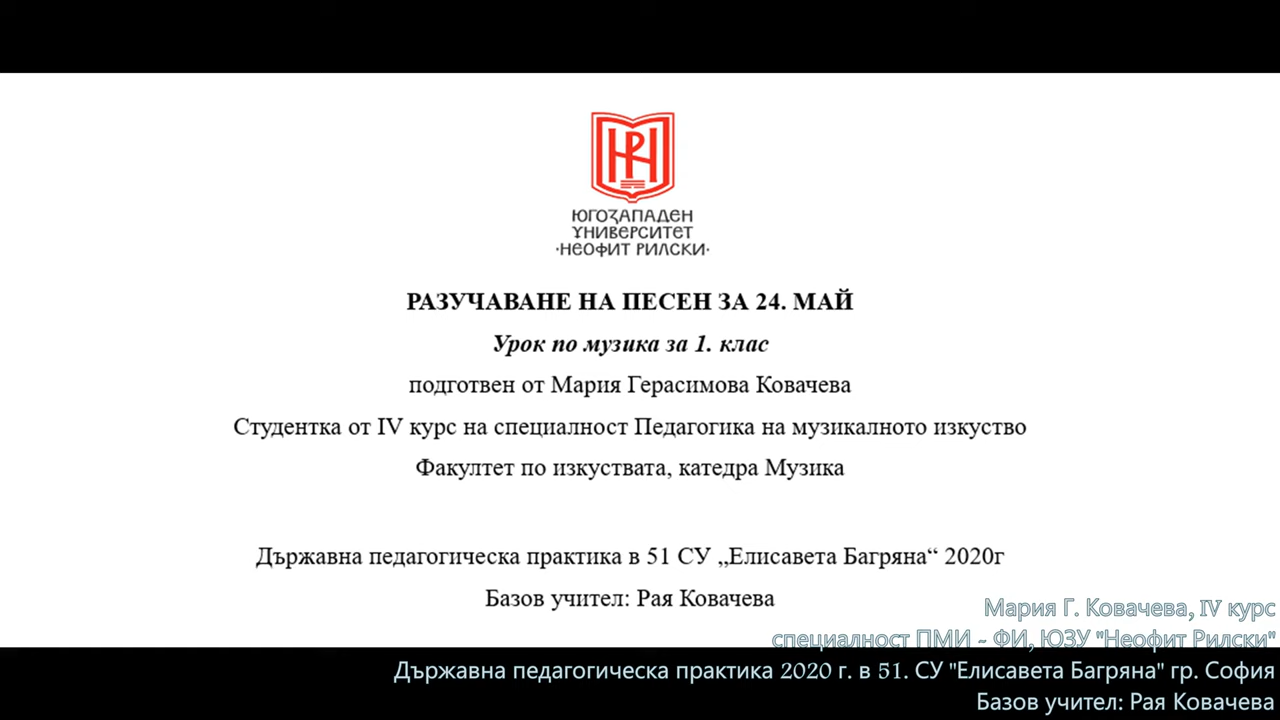 ЮГОЗАПАДЕН
УНИВЕРСИТЕТ
·НЕОФИТ РИЛСКИ·
РАЗУЧАВАНЕ НА ПЕСЕН ЗА 24. МАЙ
Урок по музика за 1. клас
подготвен от Мария Герасимова Ковачева
Студентка от IV курс на специалност Педагогика на музикалното изкуство
Факултет по изкуствата, катедра Музика
Държавна педагогическа практика в 51 СУ „Елисавета Багряна“ 2020г
Базов учител: Рая Ковачева
Мария Г. Ковачева, IV курс
специалност ПМИ - ФИ, ЮЗУ "Неофит Рилски"
Държавна педагогическа практика 2020 г. в 51. СУ "Елисавета Багряна" гр. София
Базов учител: Рая Ковачева